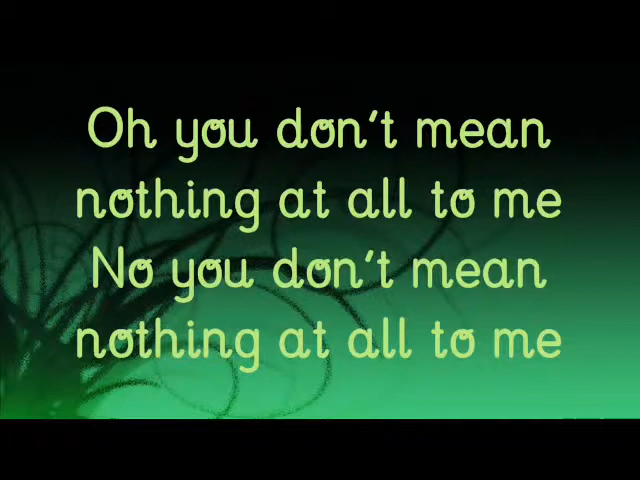 Oh you don't mean
nothing at all to me
No you don't mean
nothing at all to me